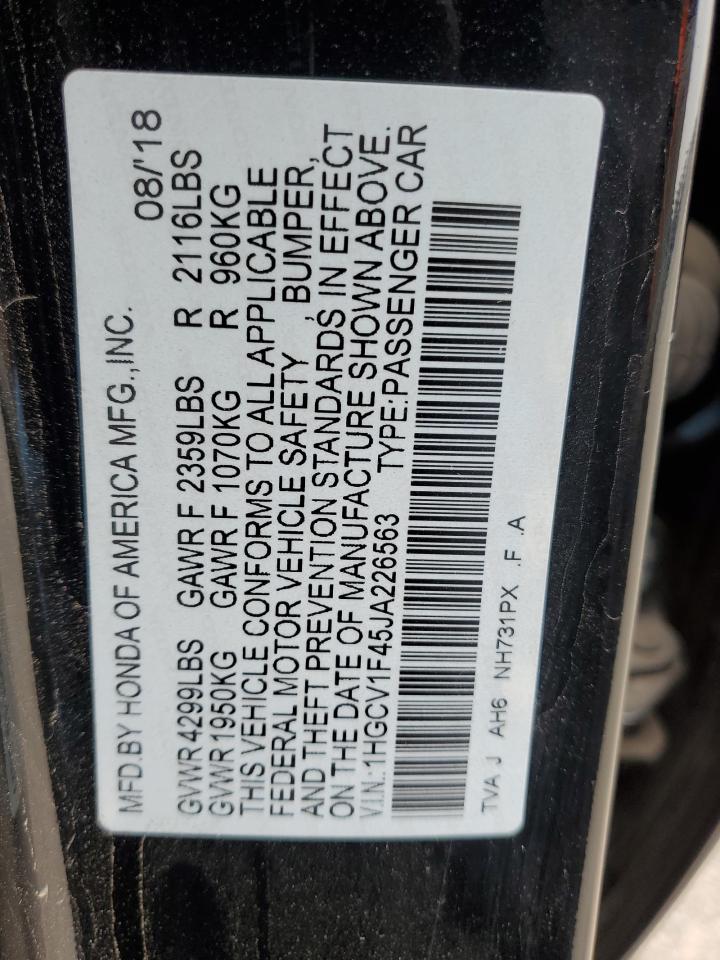 MFD.BY HONDA OF AMERICA MFG.,INC. 08/'18
GVWR 4299LBS GAWR F 2359LBS R 2116LBS
GVWR 1950KG GAWR F 1070KG R 960KG
THIS VEHICLE CONFORMS TO ALL APPLICABLE
FEDERAL MOTOR VEHICLE SAFETY , BUMPER,
AND THEFT PREVENTION STANDARDS IN EFFECT
ON THE DATE OF MANUFACTURE SHOWN ABOVE.
V.I.N.:1HGCV1F45JA226563 TYPE:PASSENGER CAR
TVA J AH6 NH731PX .F .A